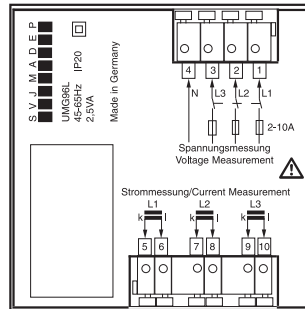 S V J M A D E P
UMG96L
45-65Hz IP20
2,5VA
Made in Germany
4 3 2 1
N L3 L2 L1
2-10A
Spannungsmessung
Voltage Measurement
Strommessung/Current Measurement
L1 L2 L3
k l k l k l
5 6 7 8 9 10